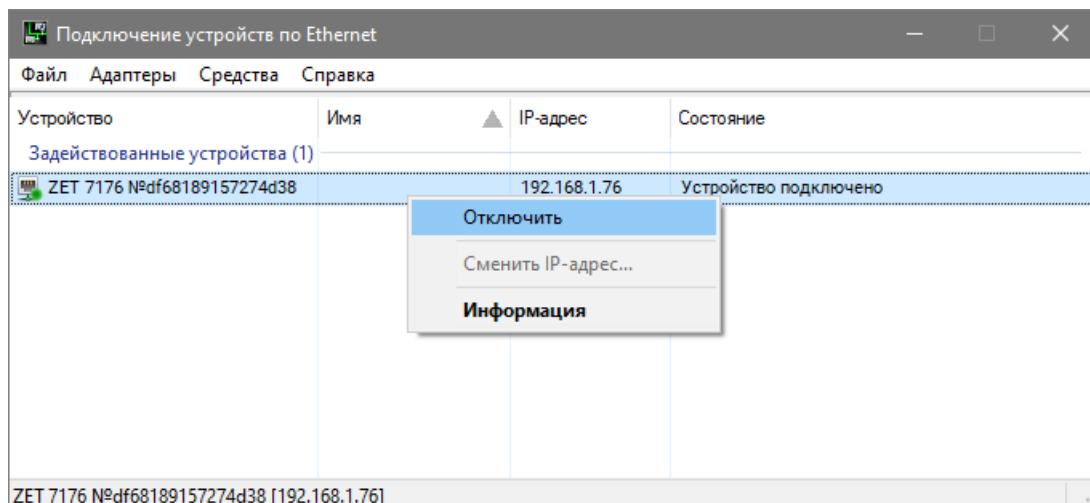 Подключение устройств по Ethernet
Файл Адаптеры Средства Справка
Устройство Имя IP-адрес Состояние
Задействованные устройства (1)
ZET 7176 №df68189157274d38 192.168.1.76 Устройство подключено
Отключить
Сменить IP-адрес...
Информация
ZET 7176 №df68189157274d38 [192.168.1.76]